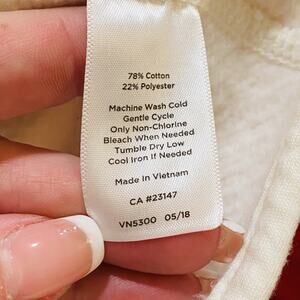 78% Cotton
22% Polyester
Machine Wash Cold
Gentle Cycle
Only Non-Chlorine
Bleach When Needed
Tumble Dry Low
Cool Iron If Needed
Made In Vietnam
CA #23147
VN5300 05/18